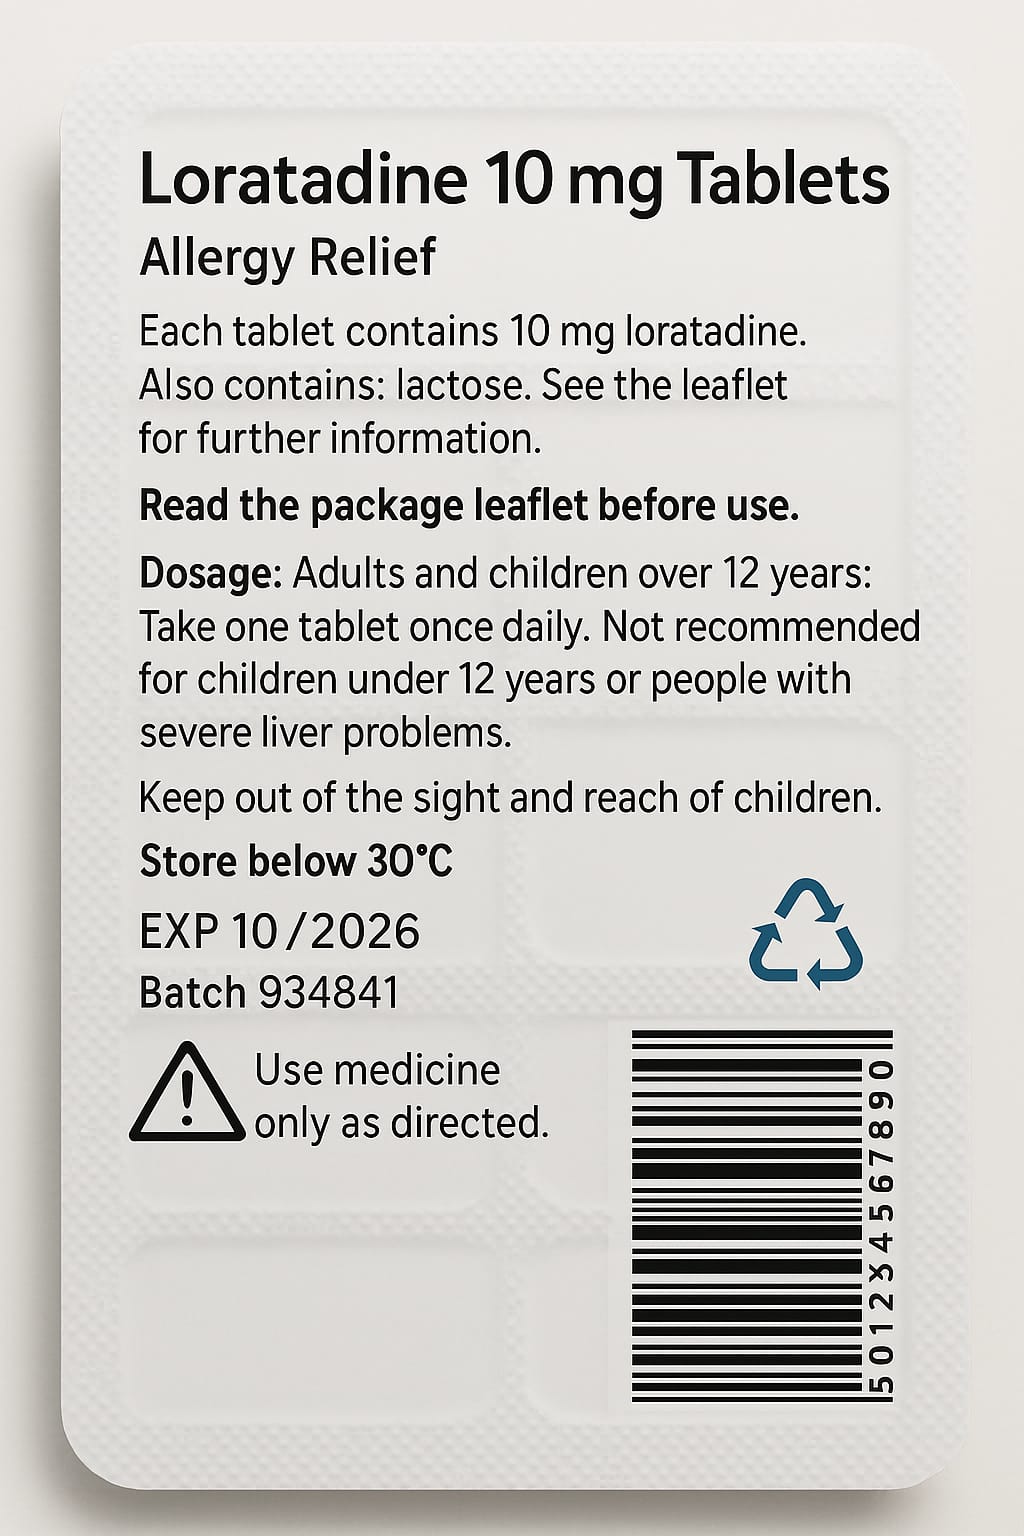 Loratadine 10 mg Tablets
Allergy Relief
Each tablet contains 10 mg loratadine.
Also contains: lactose. See the leaflet
for further information.
Read the package leaflet before use.
Dosage: Adults and children over 12 years:
Take one tablet once daily. Not recommended
for children under 12 years or people with
severe liver problems.
Keep out of the sight and reach of children.
Store below 30°C
EXP 10/2026
Batch 934841
Use medicine
only as directed.
501234567890